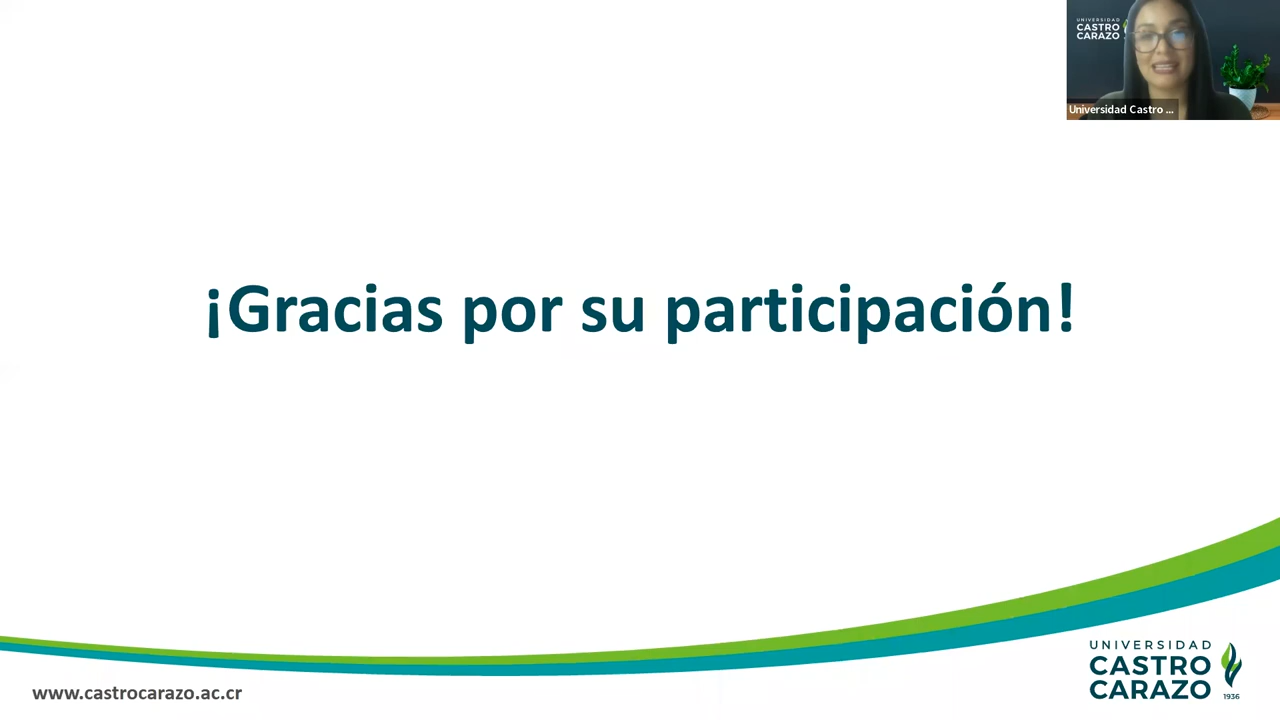 UNIVERSIDAD
CASTRO
CARAZO
Universidad Castro ...
¡Gracias por su participación!
www.castrocarazo.ac.cr
UNIVERSIDAD
CASTRO
CARAZO
1936